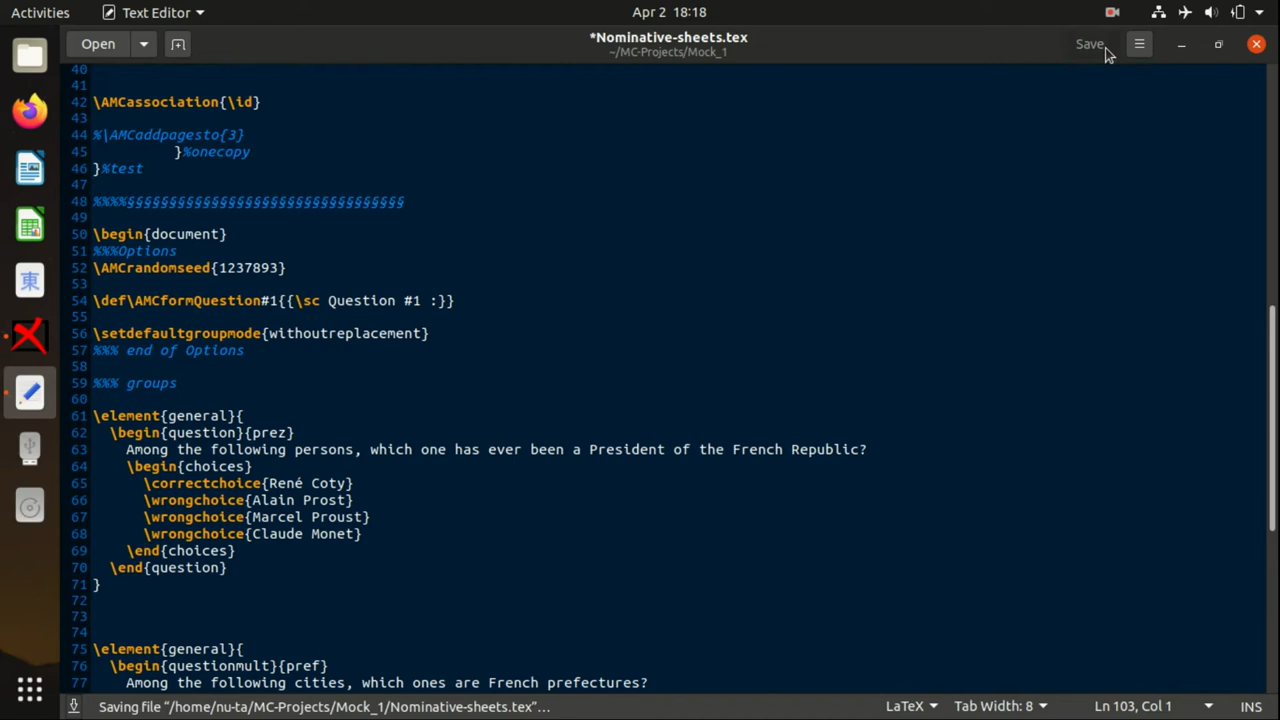 Activities
Text Editor
Apr 2 18:18
Open
*Nominative-sheets.tex
~/MC-Projects/Mock_1
Save
40
41
42 \AMCassociation{\id}
43
44 %\AMCaddpagesto{3}
45 }%onecopy
46 }%test
47
48 %%%%§§§§§§§§§§§§§§§§§§§§§§§§§§§§§§§§§
49
50 \begin{document}
51 %%%Options
52 \AMCrandomseed{1237893}
53
54 \def\AMCformQuestion#1{{\sc Question #1 :}}
55
56 \setdefaultgroupmode{withoutreplacement}
57 %%% end of Options
58
59 %%% groups
60
61 \element{general}{
62 \begin{question}{prez}
63 Among the following persons, which one has ever been a President of the French Republic?
64 \begin{choices}
65 \correctchoice{René Coty}
66 \wrongchoice{Alain Prost}
67 \wrongchoice{Marcel Proust}
68 \wrongchoice{Claude Monet}
69 \end{choices}
70 \end{question}
71 }
72
73
74
75 \element{general}{
76 \begin{questionmult}{pref}
77 Among the following cities, which ones are French prefectures?
Saving file “/home/nu-ta/MC-Projects/Mock_1/Nominative-sheets.tex”…
LaTeX
Tab Width: 8
Ln 103, Col 1
INS
東